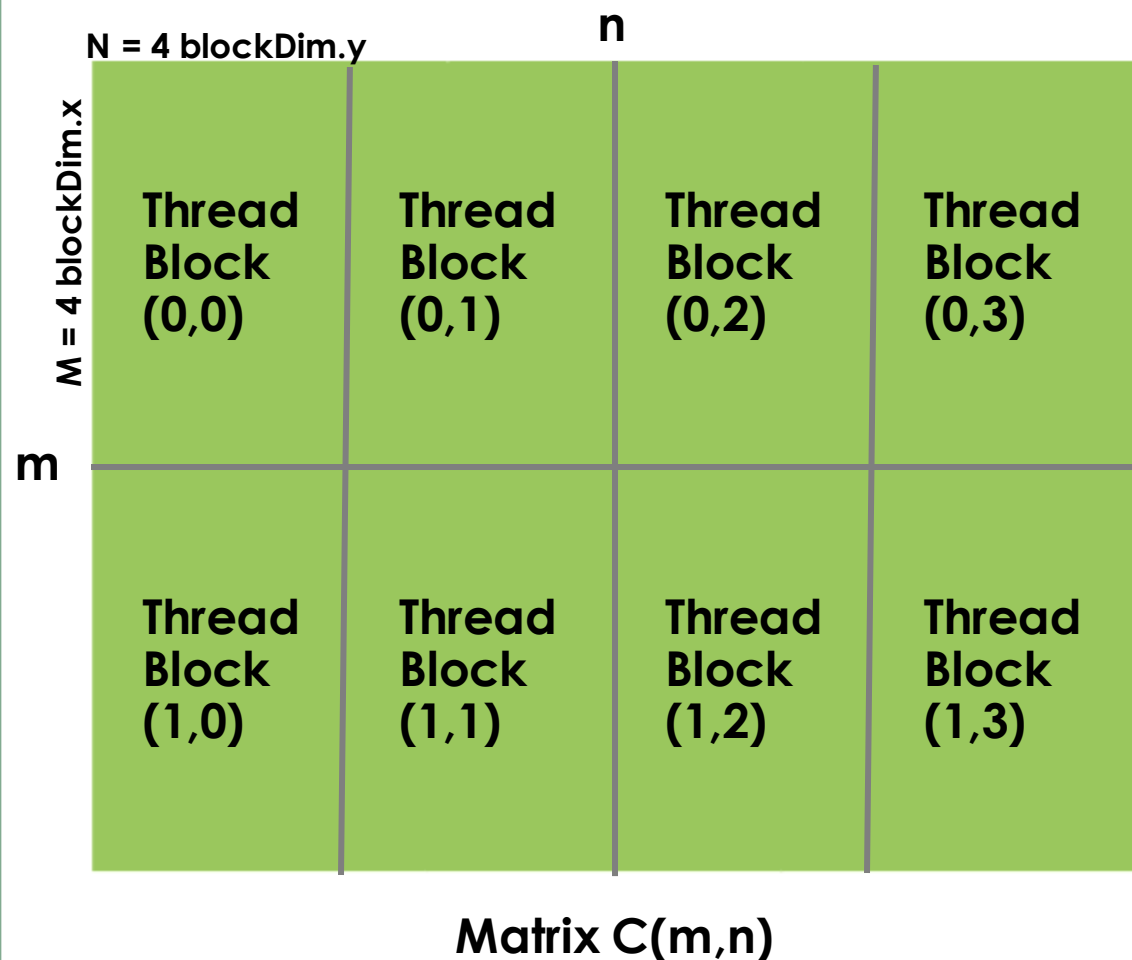 n
N = 4 blockDim.y
M = 4 blockDim.x
Thread
Block
(0,0)
Thread
Block
(0,1)
Thread
Block
(0,2)
Thread
Block
(0,3)
m
Thread
Block
(1,0)
Thread
Block
(1,1)
Thread
Block
(1,2)
Thread
Block
(1,3)
Matrix C(m,n)